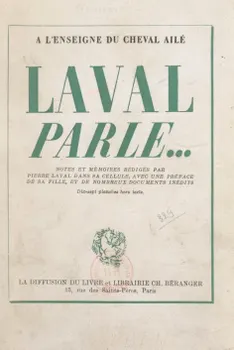 A L'ENSEIGNE DU CHEVAL AILÉ
LAVAL
PARLE...
NOTES ET MÉMOIRES RÉDIGÉS PAR
PIERRE LAVAL DANS SA CELLULE, AVEC UNE PRÉFACE
DE SA FILLE, ET DE NOMBREUX DOCUMENTS INÉDITS
planches hors texte.
LA DIFFUSION DU LIVRE et LIBRAIRIE CH. BÉRANGER
rue des Saints-Pères, Paris